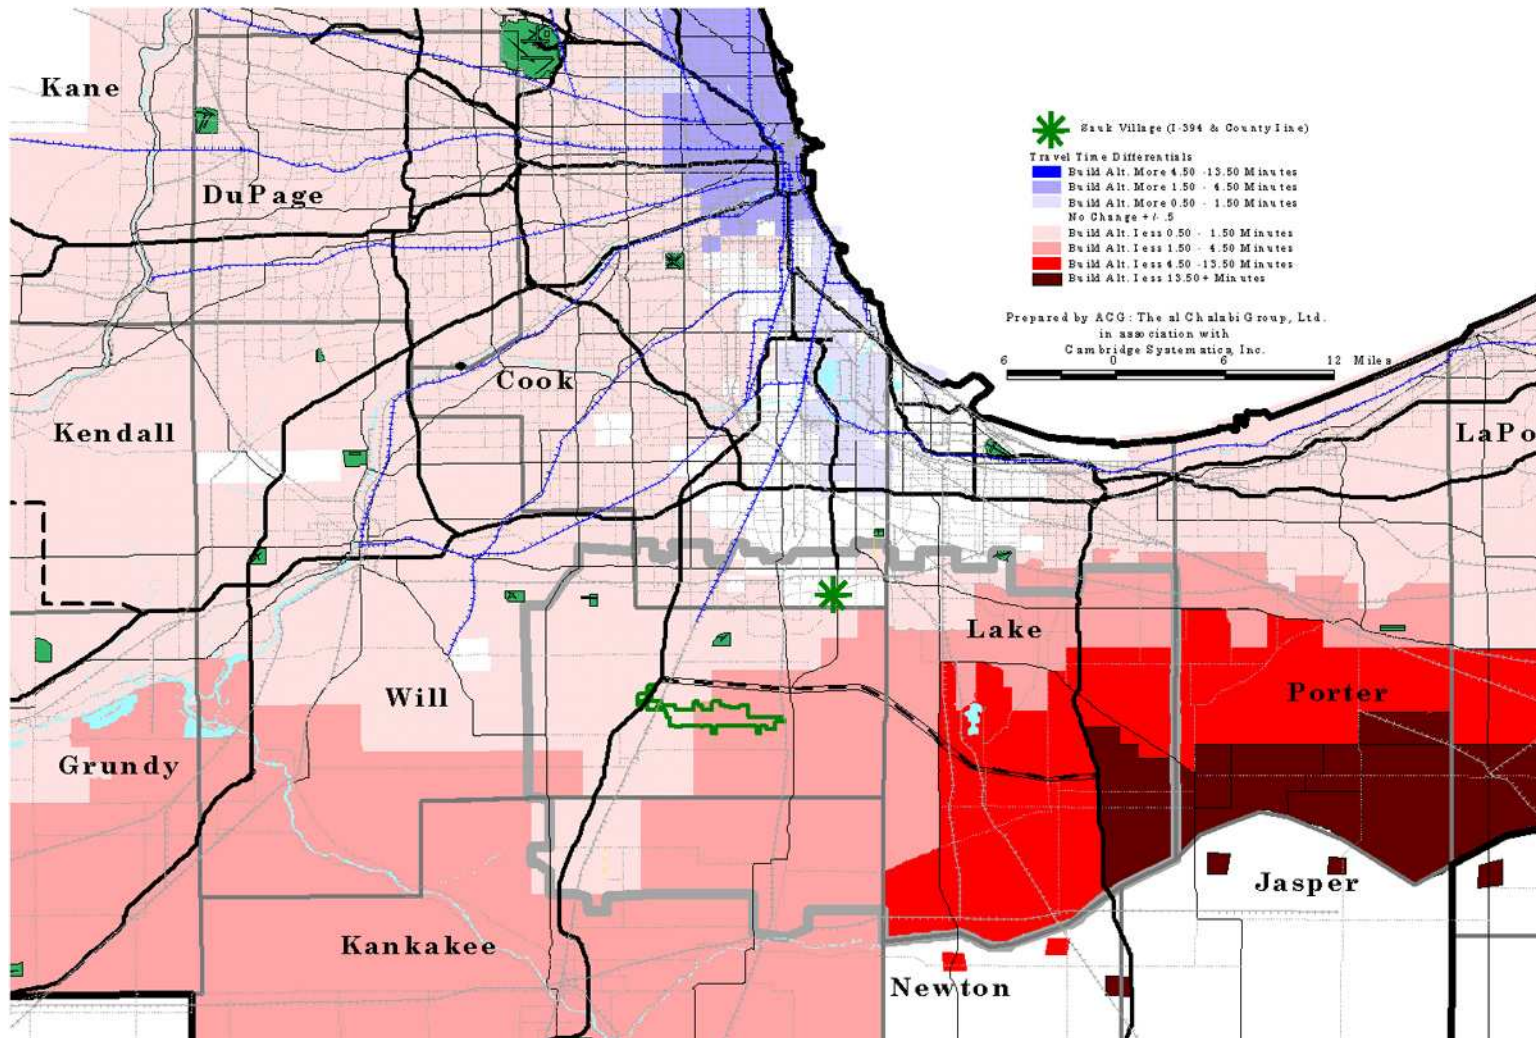 Kane
DuPage
Cook
Kendall
LaPo
Will
Lake
Porter
Grundy
Kankakee
Newton
Jasper
Sauk Village (I-394 & County Line)
Travel Time Differentials
Build Alt. More 4.50 -13.50 Minutes
Build Alt. More 1.50 - 4.50 Minutes
Build Alt. More 0.50 - 1.50 Minutes
No Change +/- .5
Build Alt. Less 0.50 - 1.50 Minutes
Build Alt. Less 1.50 - 4.50 Minutes
Build Alt. Less 4.50 -13.50 Minutes
Build Alt. Less 13.50+ Minutes
Prepared by ACG: The al Chalabi Group, Ltd.
in association with
Cambridge Systematics, Inc.
6 0 6 12 Miles